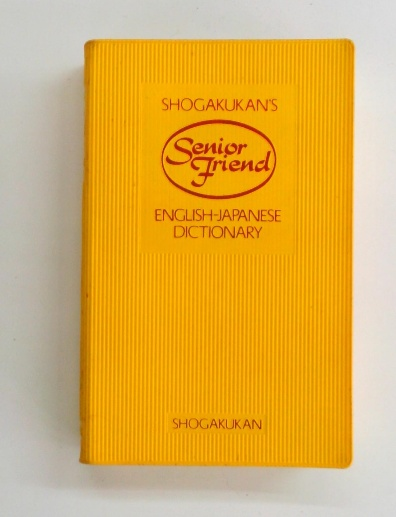 SHOGAKUKAN'S
Senior
Friend
ENGLISH-JAPANESE
DICTIONARY
SHOGAKUKAN